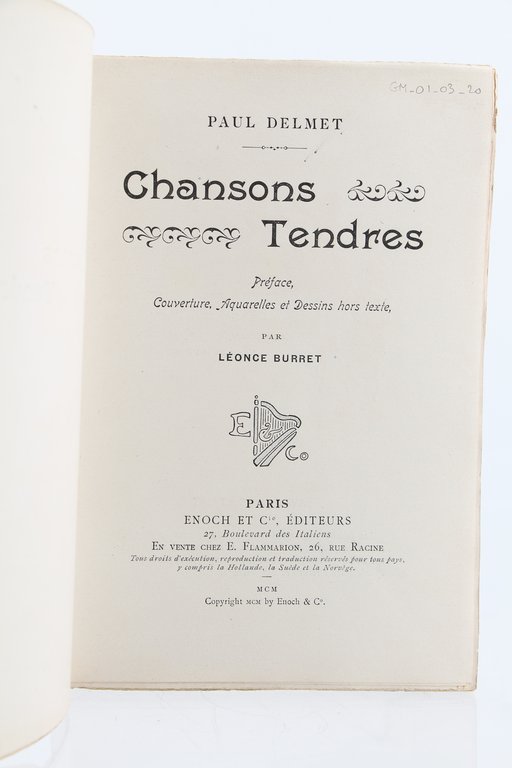 GM_01_03_20
PAUL DELMET
Chansons
Tendres
Préface,
Couverture, Aquarelles et Dessins hors texte,
PAR
LÉONCE BURRET
E & Co
PARIS
ENOCH ET Cie, ÉDITEURS
27, Boulevard des Italiens
EN VENTE CHEZ E. FLAMMARION, 26, RUE RACINE
Tous droits d'exécution, reproduction et traduction réservés pour tous pays,
y compris la Hollande, la Suède et la Norvège.
MCM
Copyright MCM by Enoch & Co.